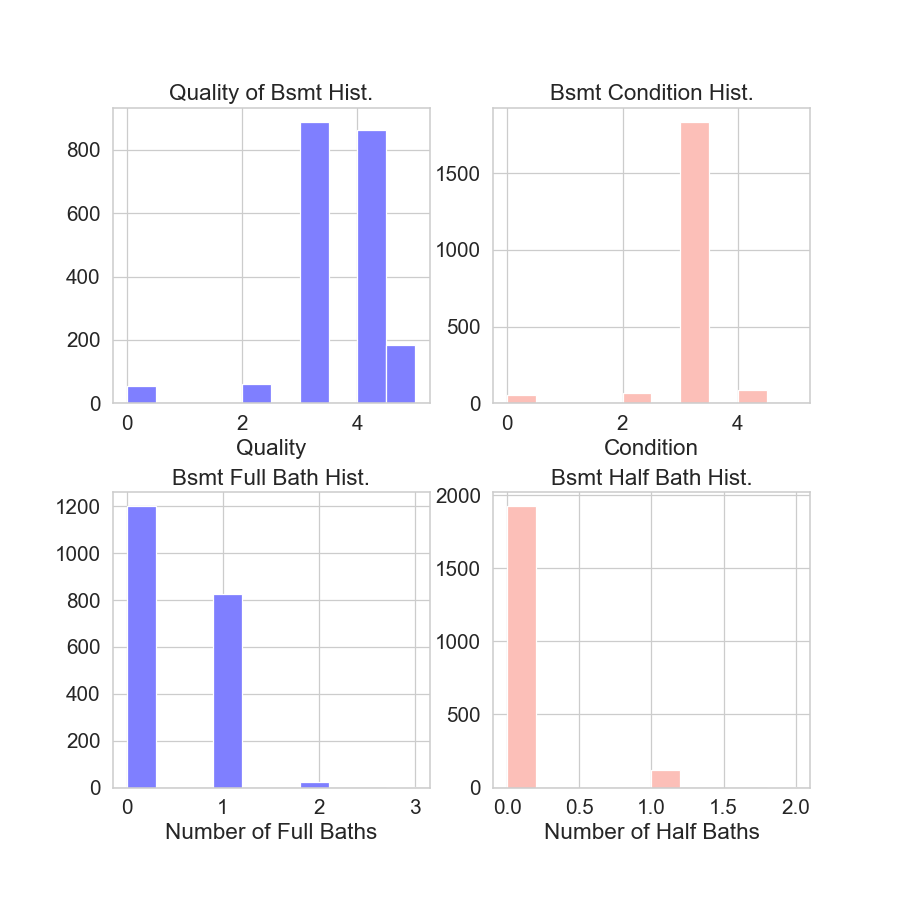 Quality of Bsmt Hist.
800
600
400
200
0
0 2 4
Quality
Bsmt Condition Hist.
1500
1000
500
0
0 2 4
Condition
Bsmt Full Bath Hist.
1200
1000
800
600
400
200
0
0 1 2 3
Number of Full Baths
Bsmt Half Bath Hist.
2000
1500
1000
500
0
0.0 0.5 1.0 1.5 2.0
Number of Half Baths